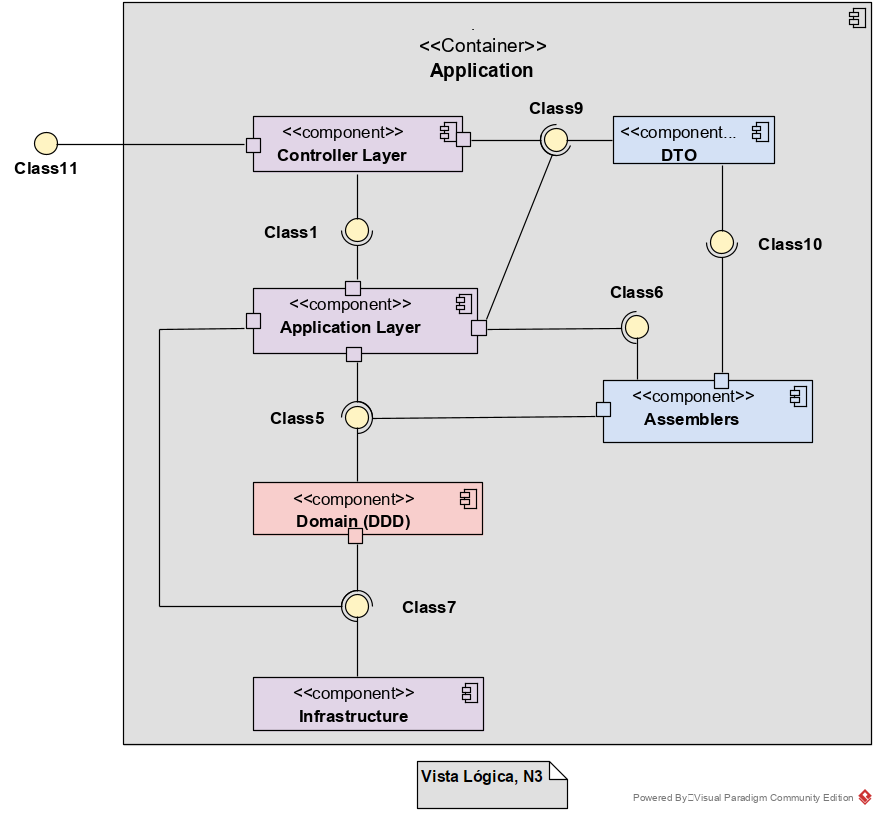 <<Container>>
Application
Class9
<<component>>
Controller Layer
<<component...
DTO
Class11
Class1
Class10
Class6
<<component>>
Application Layer
<<component>>
Assemblers
Class5
<<component>>
Domain (DDD)
Class7
<<component>>
Infrastructure
Vista Lógica, N3
Powered By Visual Paradigm Community Edition